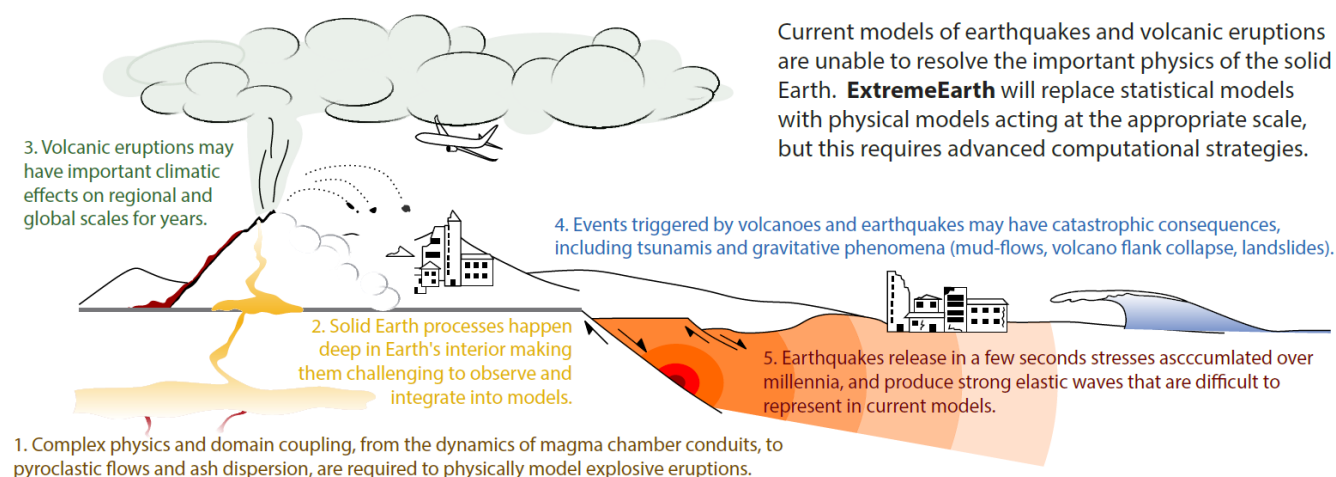 Current models of earthquakes and volcanic eruptions
are unable to resolve the important physics of the solid
Earth. ExtremeEarth will replace statistical models
with physical models acting at the appropriate scale,
but this requires advanced computational strategies.
3. Volcanic eruptions may
have important climatic
effects on regional and
global scales for years.
4. Events triggered by volcanoes and earthquakes may have catastrophic consequences,
including tsunamis and gravitative phenomena (mud-flows, volcano flank collapse, landslides).
2. Solid Earth processes happen
deep in Earth's interior making
them challenging to observe and
integrate into models.
5. Earthquakes release in a few seconds stresses ascccumlated over
millennia, and produce strong elastic waves that are difficult to
represent in current models.
1. Complex physics and domain coupling, from the dynamics of magma chamber conduits, to
pyroclastic flows and ash dispersion, are required to physically model explosive eruptions.